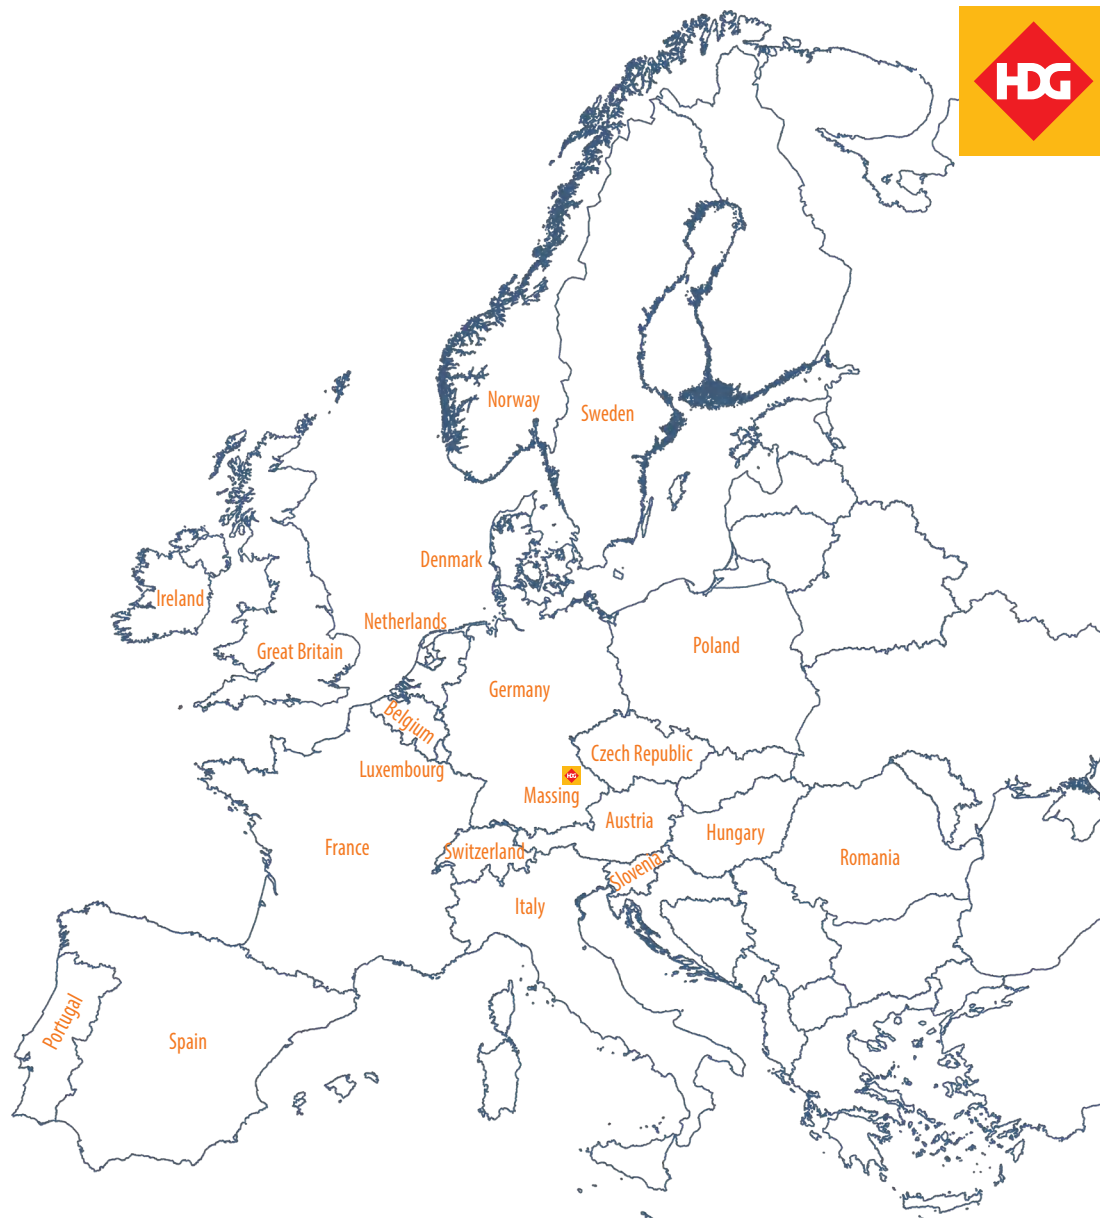 HDG
Norway
Sweden
Denmark
Ireland
Netherlands
Great Britain
Poland
Germany
Belgium
Czech Republic
Luxembourg
HDG
Massing
Austria
Hungary
France
Switzerland
Slovenia
Romania
Italy
Portugal
Spain